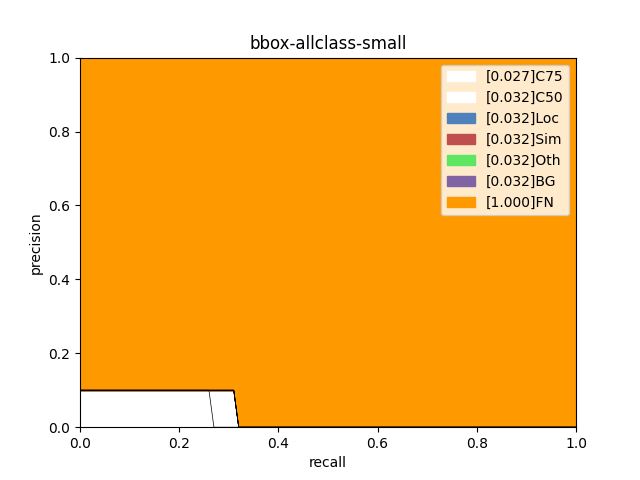 bbox-allclass-small
1.0
0.8
0.6
0.4
0.2
0.0
precision
[0.027]C75
[0.032]C50
[0.032]Loc
[0.032]Sim
[0.032]Oth
[0.032]BG
[1.000]FN
0.0 0.2 0.4 0.6 0.8 1.0
recall